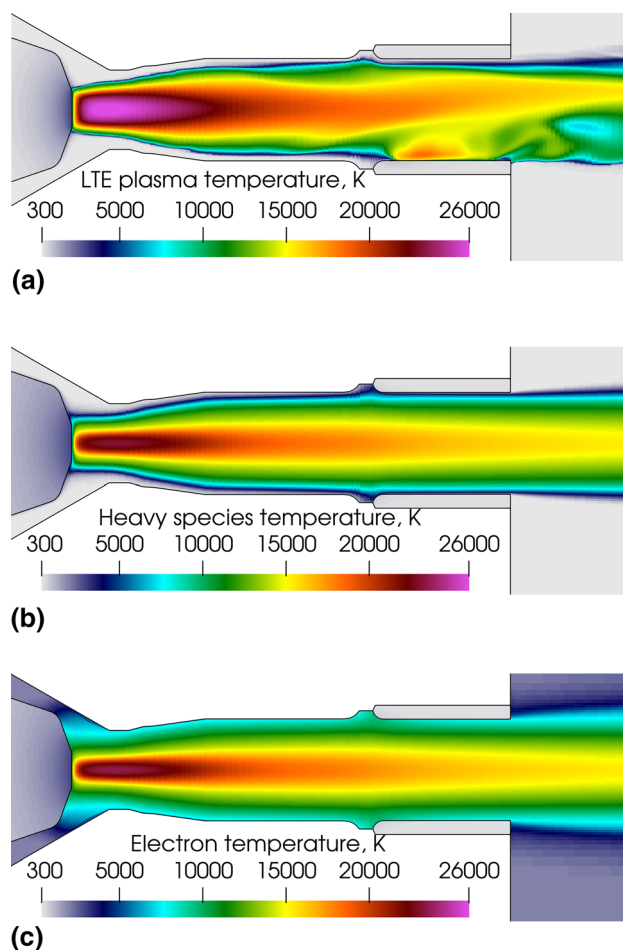 LTE plasma temperature, K
300 5000 10000 15000 20000 26000
(a)
Heavy species temperature, K
300 5000 10000 15000 20000 26000
(b)
Electron temperature, K
300 5000 10000 15000 20000 26000
(c)